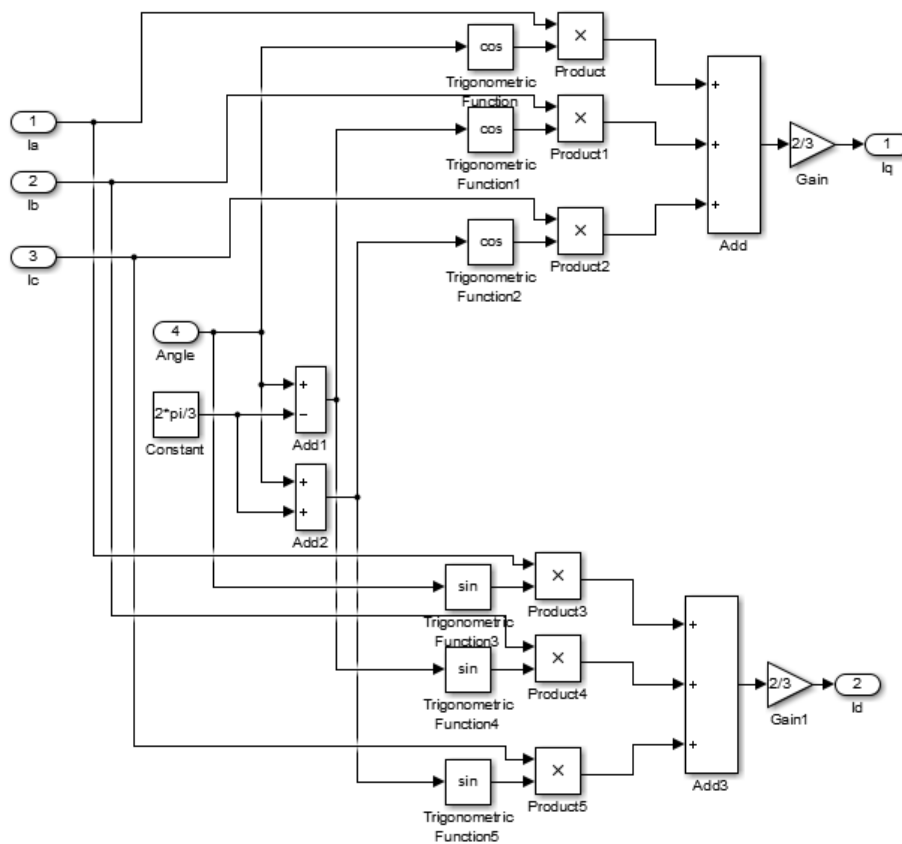 cos
×
Product
Trigonometric
Function
+
1
Ia
cos
×
Product1
Trigonometric
Function1
+
2/3
Gain
1
Iq
2
Ib
3
Ic
cos
×
Product2
Trigonometric
Function2
+
Add
4
Angle
+
−
Add1
2*pi/3
Constant
+
+
Add2
sin
×
Product3
Trigonometric
Function3
+
sin
×
Product4
Trigonometric
Function4
+
2/3
Gain1
2
Id
sin
×
Product5
Trigonometric
Function5
+
Add3